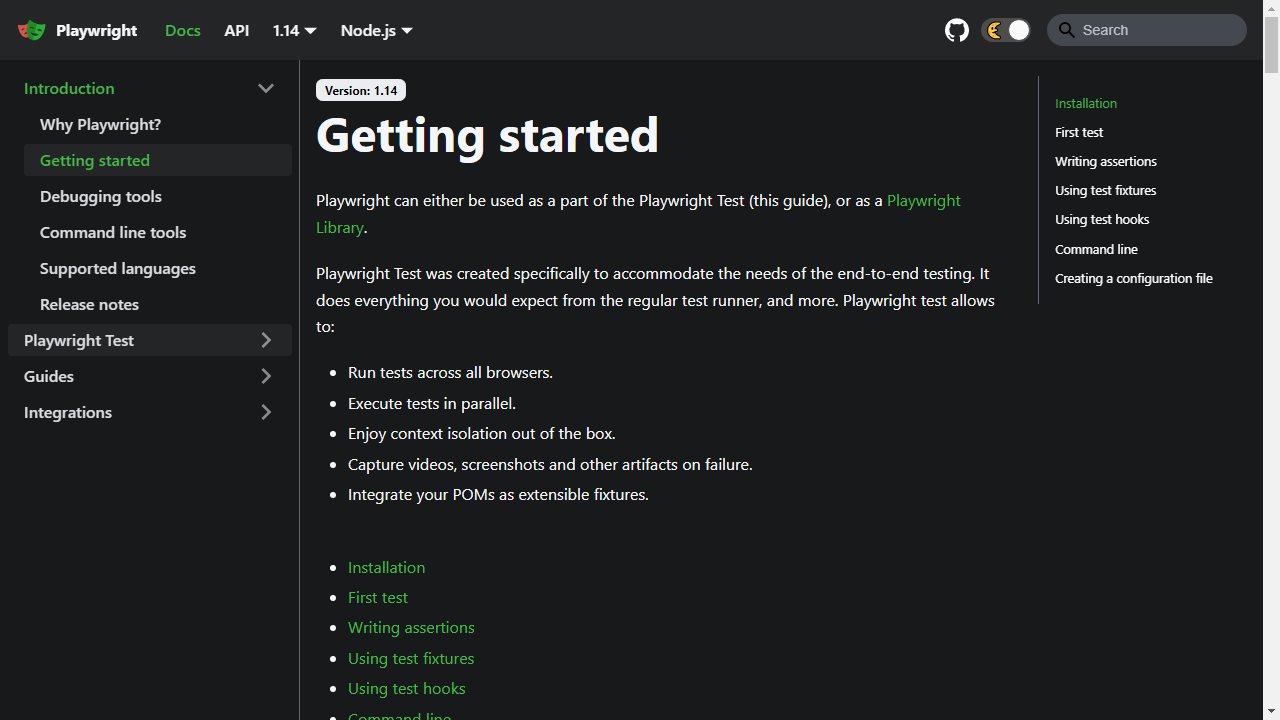 Playwright
Docs
API
1.14
Node.js
Search
Introduction
Why Playwright?
Getting started
Debugging tools
Command line tools
Supported languages
Release notes
Playwright Test
Guides
Integrations
Version: 1.14
Getting started
Playwright can either be used as a part of the Playwright Test (this guide), or as a Playwright
Library.
Playwright Test was created specifically to accommodate the needs of the end-to-end testing. It
does everything you would expect from the regular test runner, and more. Playwright test allows
to:
Run tests across all browsers.
Execute tests in parallel.
Enjoy context isolation out of the box.
Capture videos, screenshots and other artifacts on failure.
Integrate your POMs as extensible fixtures.
Installation
First test
Writing assertions
Using test fixtures
Using test hooks
Command line
Installation
First test
Writing assertions
Using test fixtures
Using test hooks
Command line
Creating a configuration file